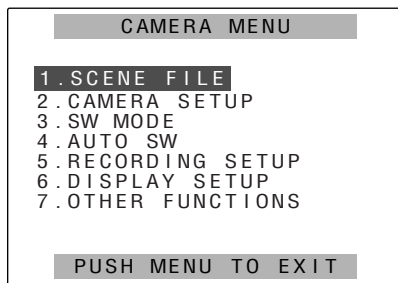 CAMERA MENU
1.SCENE FILE
2.CAMERA SETUP
3.SW MODE
4.AUTO SW
5.RECORDING SETUP
6.DISPLAY SETUP
7.OTHER FUNCTIONS
PUSH MENU TO EXIT